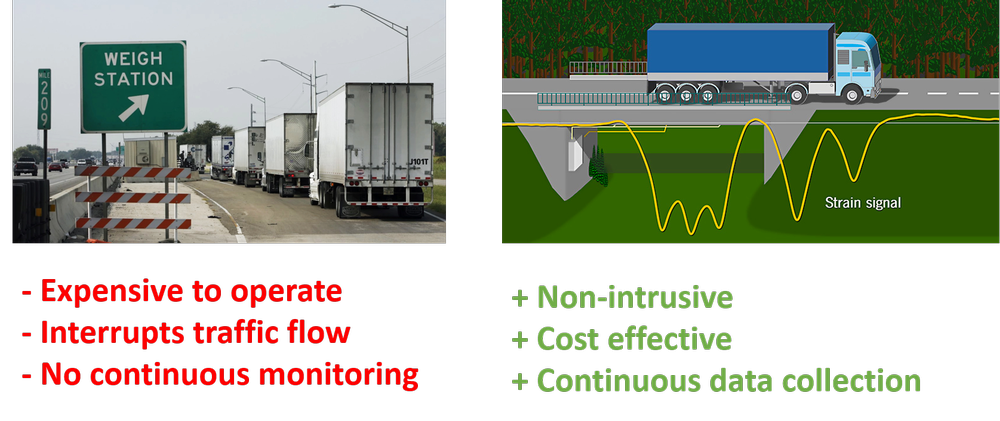 WEIGH
STATION
MILE
209
J101T
Strain signal
- Expensive to operate
- Interrupts traffic flow
- No continuous monitoring
+ Non-intrusive
+ Cost effective
+ Continuous data collection